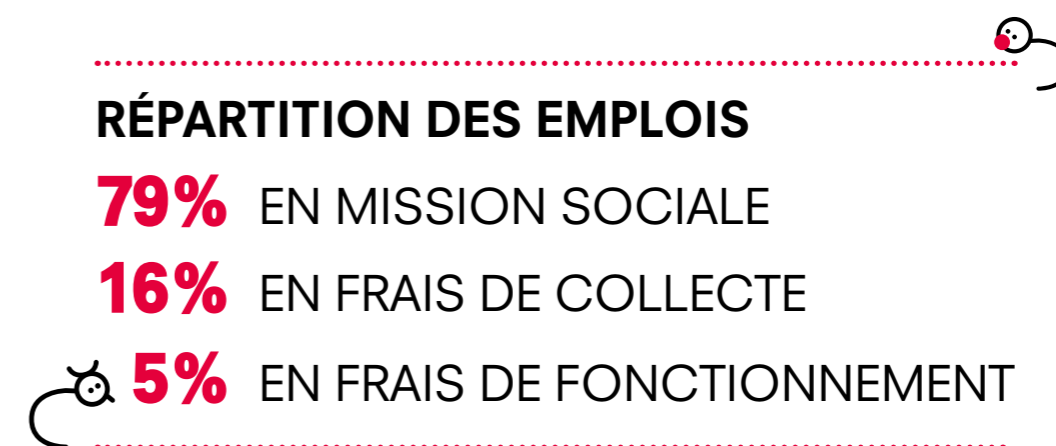 RÉPARTITION DES EMPLOIS
79% EN MISSION SOCIALE
16% EN FRAIS DE COLLECTE
5% EN FRAIS DE FONCTIONNEMENT